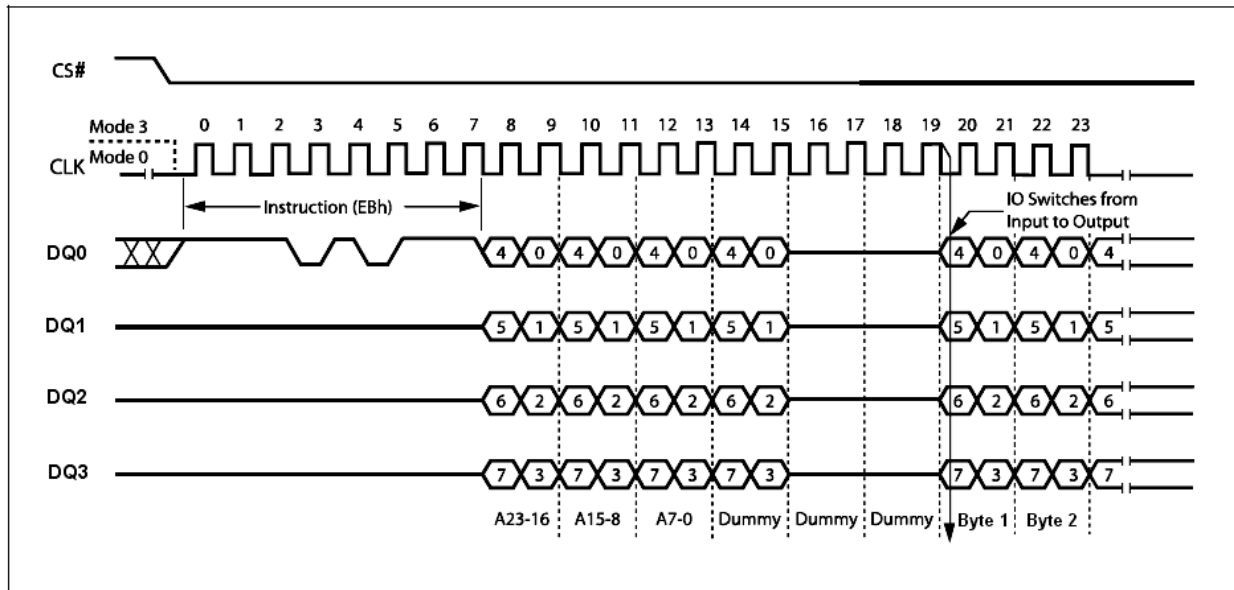 CS#
Mode 3
0 1 2 3 4 5 6 7 8 9 10 11 12 13 14 15 16 17 18 19 20 21 22 23
CLK
Mode 0
Instruction (EBh)
IO Switches from
Input to Output
DQ0
4 0 4 0 4 0 4 0 4 0 4 0 4
DQ1
5 1 5 1 5 1 5 1 5 1 5 1 5
DQ2
6 2 6 2 6 2 6 2 6 2 6 2 6
DQ3
7 3 7 3 7 3 7 3 7 3 7 3 7
A23-16 A15-8 A7-0 Dummy Dummy Dummy Byte 1 Byte 2